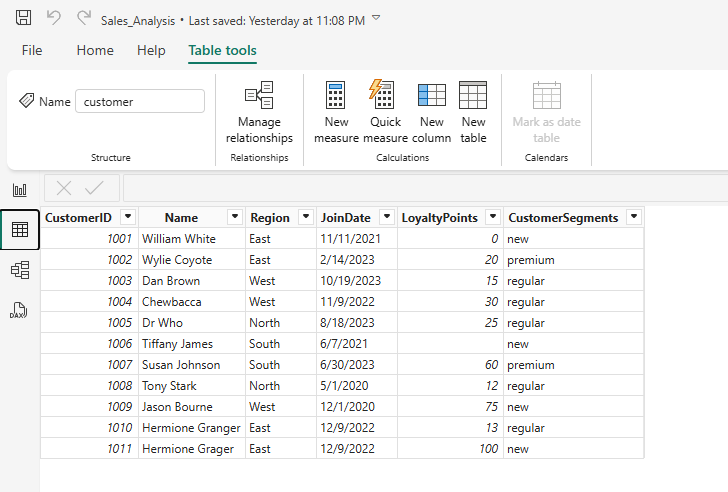 Sales_Analysis • Last saved: Yesterday at 11:08 PM
File Home Help Table tools
Name customer
Manage relationships
New measure
Quick measure
New column
New table
Mark as date table
Structure Relationships Calculations Calendars
CustomerID Name Region JoinDate LoyaltyPoints CustomerSegments
1001 William White East 11/11/2021 0 new
1002 Wylie Coyote East 2/14/2023 20 premium
1003 Dan Brown West 10/19/2023 15 regular
1004 Chewbacca West 11/9/2022 30 regular
1005 Dr Who North 8/18/2023 25 regular
1006 Tiffany James South 6/7/2021 new
1007 Susan Johnson South 6/30/2023 60 premium
1008 Tony Stark North 5/1/2020 12 regular
1009 Jason Bourne West 12/1/2020 75 new
1010 Hermione Granger East 12/9/2022 13 regular
1011 Hermione Grager East 12/9/2022 100 new
DAX